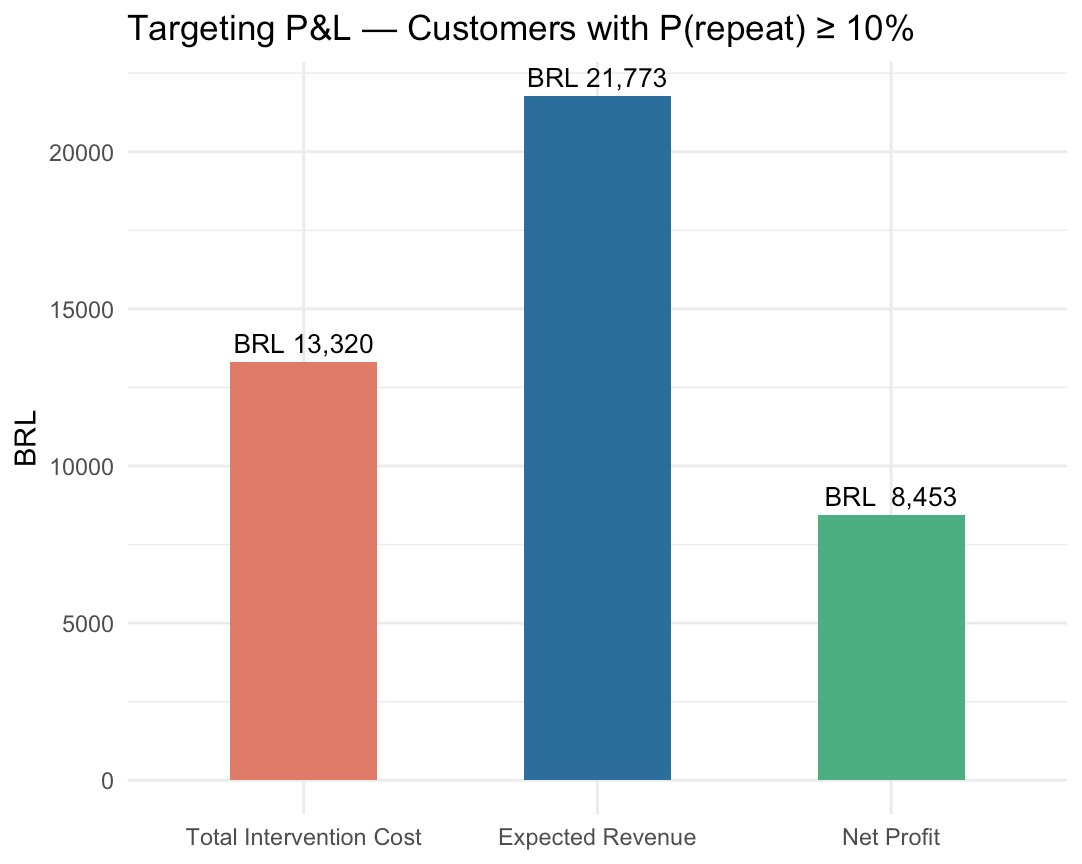 Targeting P&L — Customers with P(repeat) ≥ 10%
BRL 21,773
20000
15000
BRL 13,320
BRL
10000
BRL  8,453
5000
0
Total Intervention Cost
Expected Revenue
Net Profit